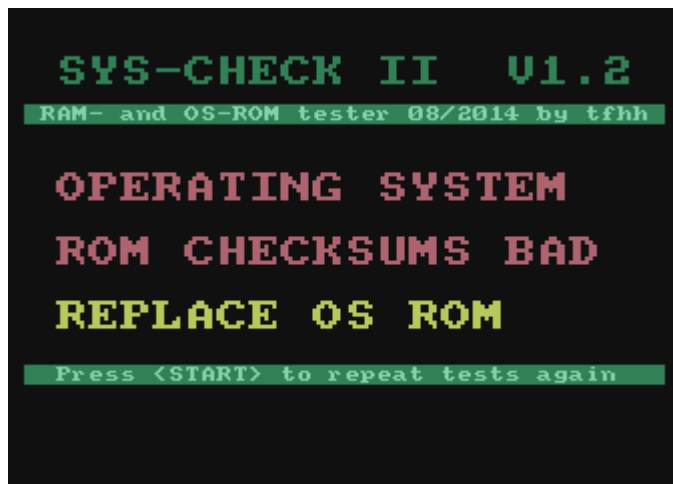 SYS-CHECK II V1.2
RAM- and OS-ROM tester 08/2014 by tfhh
OPERATING SYSTEM
ROM CHECKSUMS BAD
REPLACE OS ROM
Press <START> to repeat tests again